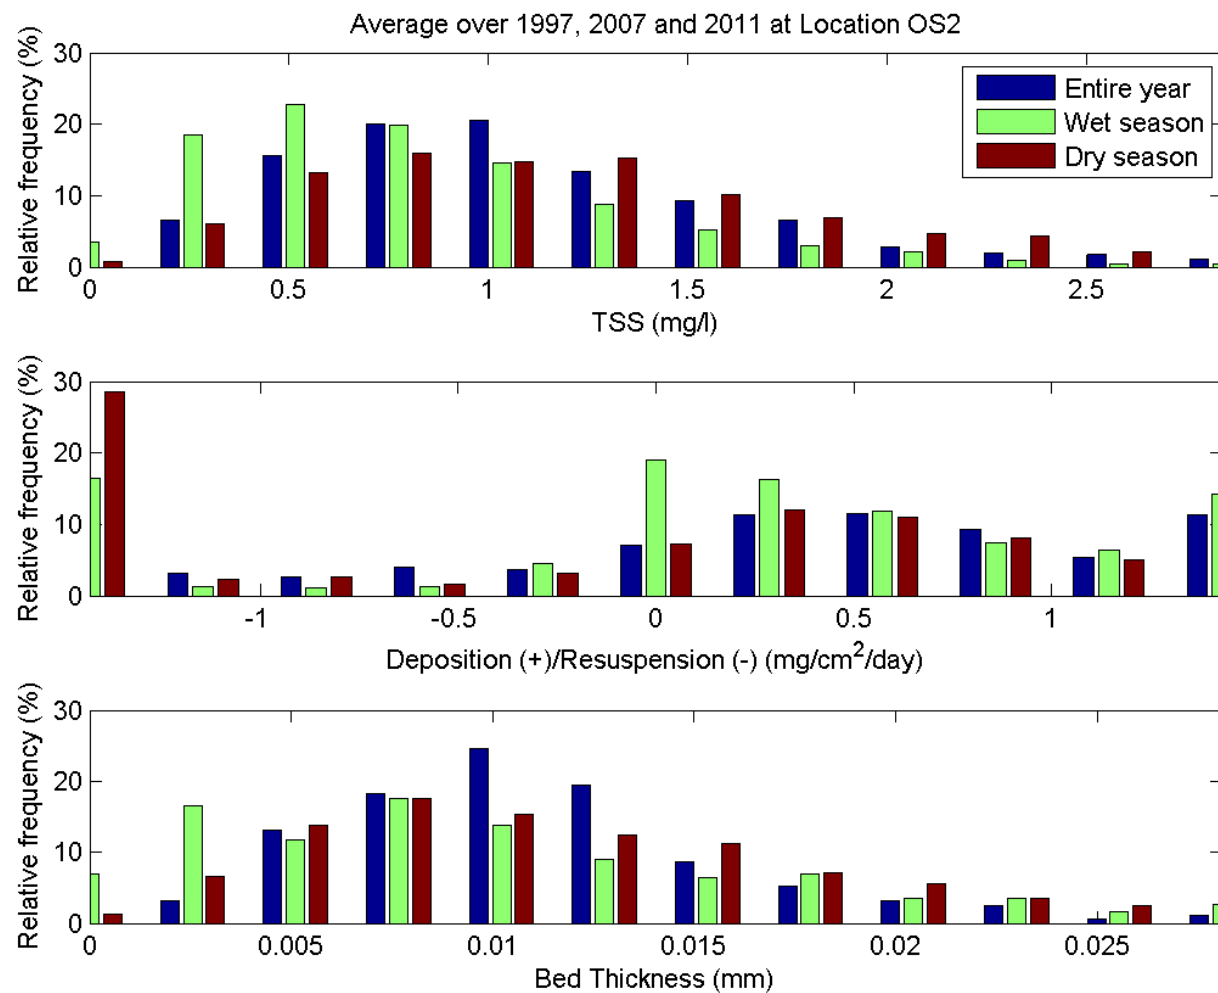 Average over 1997, 2007 and 2011 at Location OS2
Relative frequency (%)
30
20
10
0
Entire year
Wet season
Dry season
0 0.5 1 1.5 2 2.5
TSS (mg/l)
Relative frequency (%)
30
20
10
0
-1 -0.5 0 0.5 1
Deposition (+)/Resuspension (-) (mg/cm²/day)
Relative frequency (%)
30
20
10
0
0 0.005 0.01 0.015 0.02 0.025
Bed Thickness (mm)